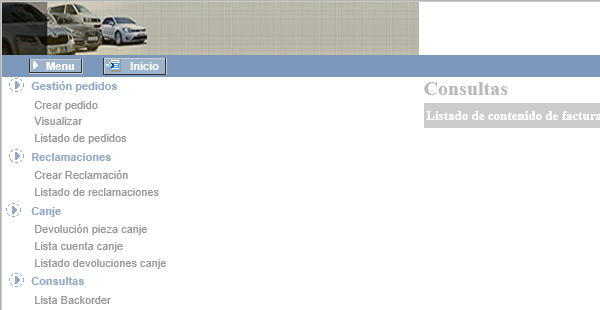 Menu
Inicio
Gestión pedidos
Crear pedido
Visualizar
Listado de pedidos
Reclamaciones
Crear Reclamación
Listado de reclamaciones
Canje
Devolución pieza canje
Lista cuenta canje
Listado devoluciones canje
Consultas
Lista Backorder
Consultas
Listado de contenido de factura